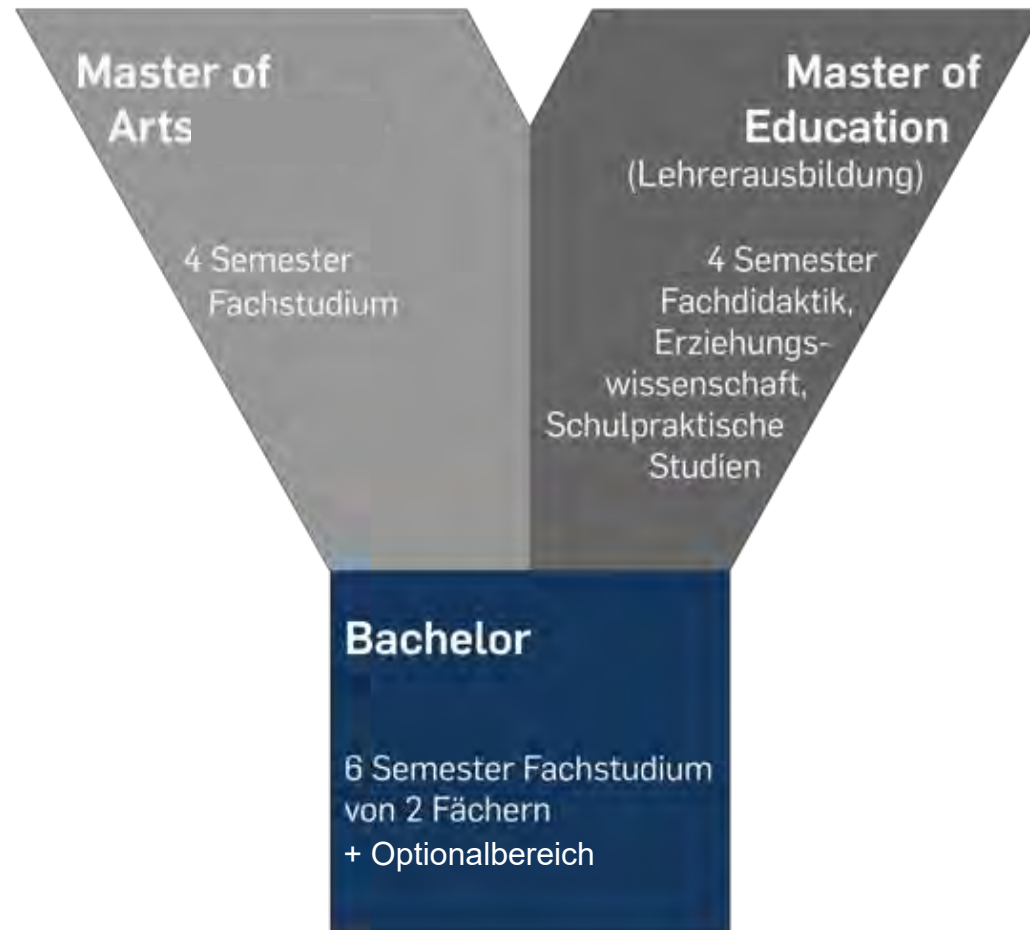 Master of
Arts
4 Semester
Fachstudium
Master of
Education
(Lehrerausbildung)
4 Semester
Fachdidaktik,
Erziehungs-
wissenschaft,
Schulpraktische
Studien
Bachelor
6 Semester Fachstudium
von 2 Fächern
+ Optionalbereich